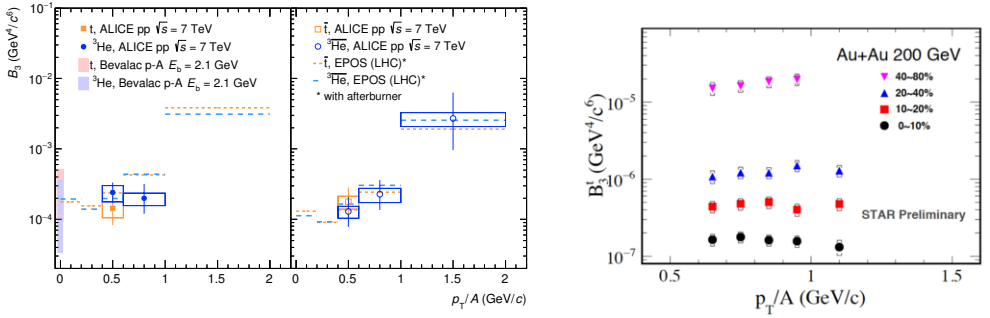 B₃ (GeV⁴/c⁶)
1
10⁻¹
10⁻²
10⁻³
10⁻⁴
t, ALICE pp √s = 7 TeV
³He, ALICE pp √s = 7 TeV
t, Bevalac p-A E_b = 2.1 GeV
³He, Bevalac p-A E_b = 2.1 GeV
0 0.5 1 1.5 2
t̅, ALICE pp √s = 7 TeV
³H̅e̅, ALICE pp √s = 7 TeV
t̅, EPOS (LHC)*
³H̅e̅, EPOS (LHC)*
* with afterburner
0 0.5 1 1.5 2
p_T/A (GeV/c)
B₃ᵗ (GeV⁴/c⁶)
10⁻⁵
10⁻⁶
10⁻⁷
Au+Au 200 GeV
40~80%
20~40%
10~20%
0~10%
STAR Preliminary
0.5 1 1.5
p_T/A (GeV/c)